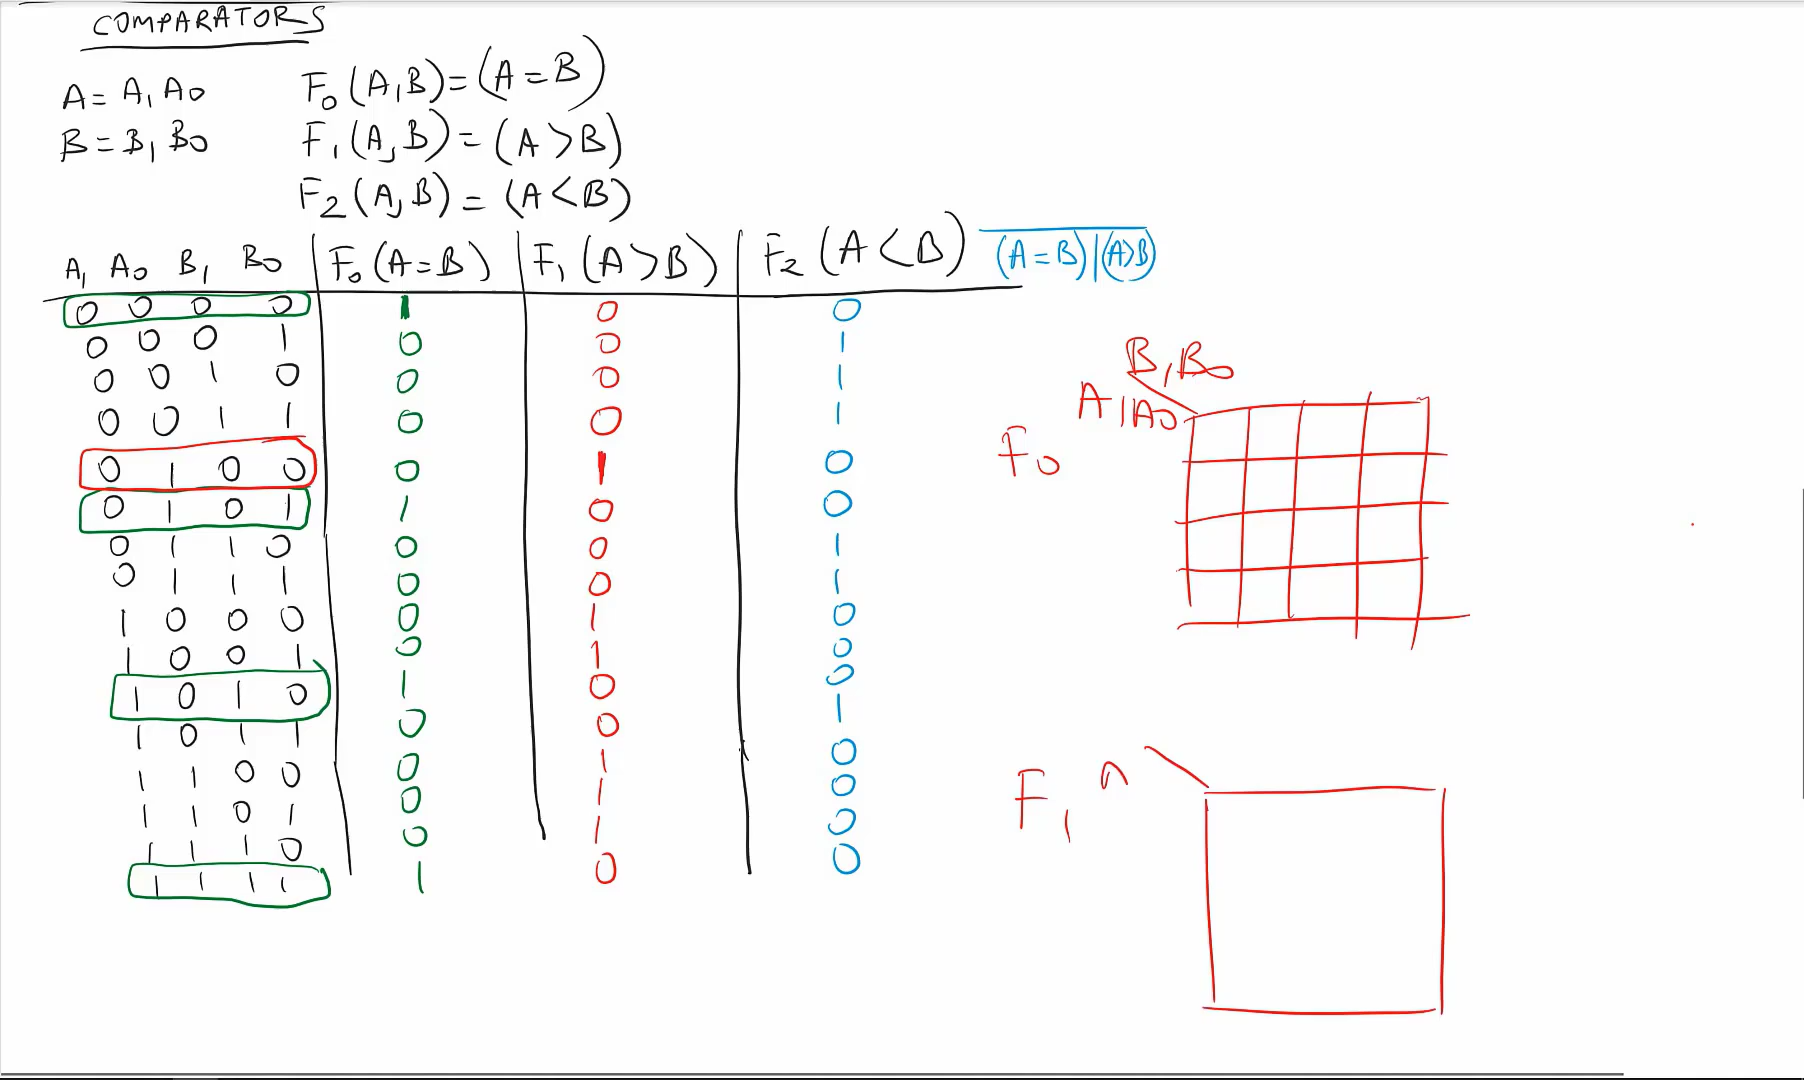 COMPARATORS
A = A₁ A₀
B = B₁ B₀
F₀ (A,B) = (A = B)
F₁ (A,B) = (A > B)
F₂ (A,B) = (A < B)
A₁ A₀ B₁ B₀ F₀ (A = B) F₁ (A > B) F₂ (A < B) (A = B) | (A > B)
0 0 0 0 1 0 0
0 0 0 1 0 0 1
0 0 1 0 0 0 1
0 0 1 1 0 0 1
0 1 0 0 0 1 0
0 1 0 1 1 0 0
0 1 1 0 0 0 1
0 1 1 1 0 0 1
1 0 0 0 0 1 0
1 0 0 1 0 1 0
1 0 1 0 1 0 0
1 0 1 1 0 0 1
1 1 0 0 0 1 0
1 1 0 1 0 1 0
1 1 1 0 0 1 0
1 1 1 1 1 0 0
B₁B₀
A₁A₀
F₀
F₁